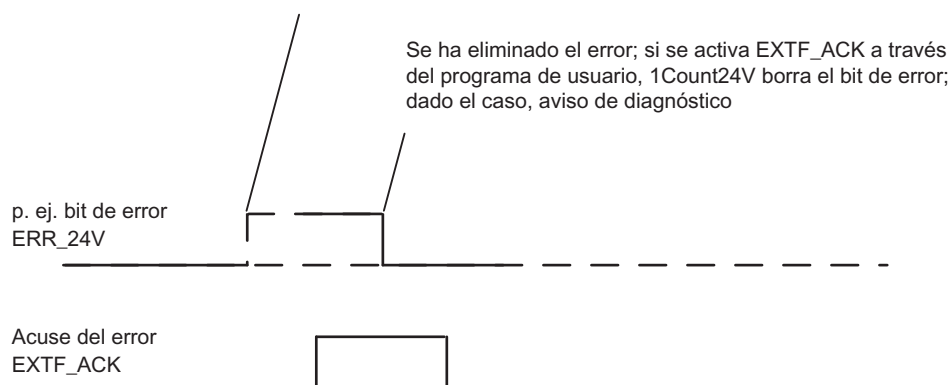 Se ha eliminado el error; si se activa EXTF_ACK a través
del programa de usuario, 1Count24V borra el bit de error;
dado el caso, aviso de diagnóstico
p. ej. bit de error
ERR_24V
Acuse del error
EXTF_ACK